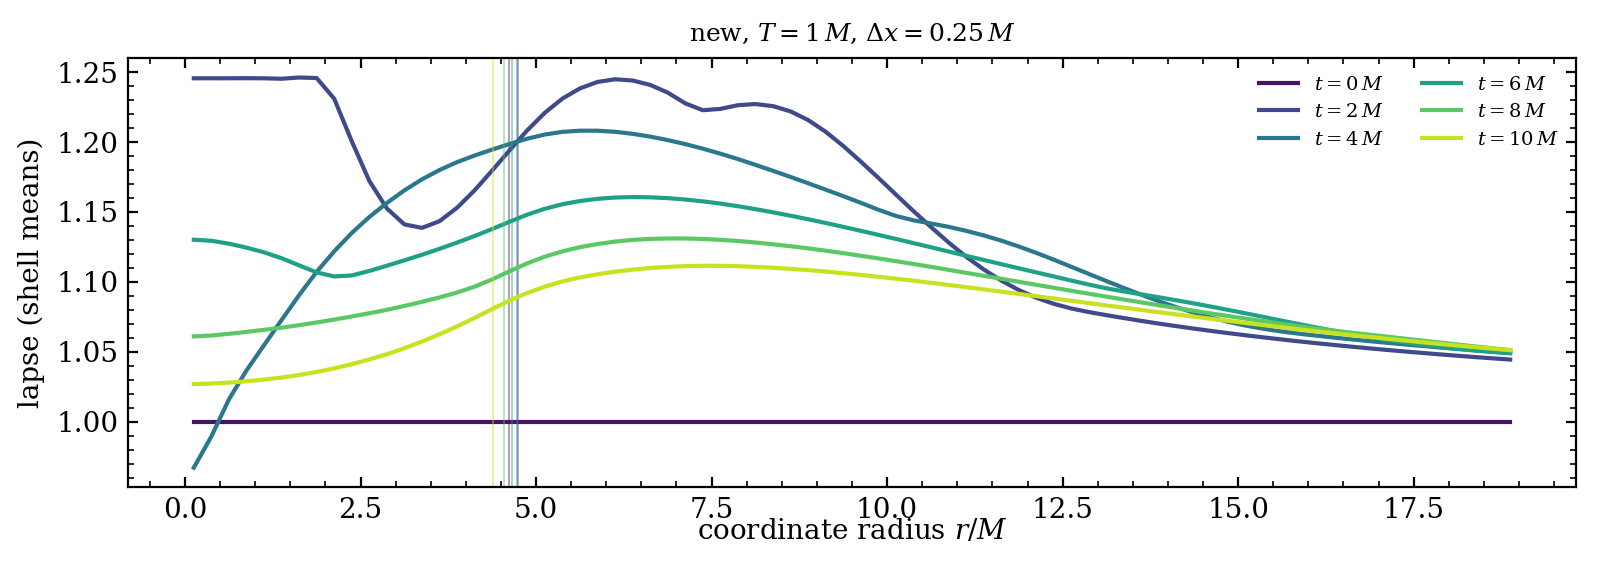 new, T = 1 M, Δx = 0.25 M
lapse (shell means)
1.25
1.20
1.15
1.10
1.05
1.00
t = 0 M
t = 2 M
t = 4 M
t = 6 M
t = 8 M
t = 10 M
0.0 2.5 5.0 7.5 10.0 12.5 15.0 17.5
coordinate radius r/M